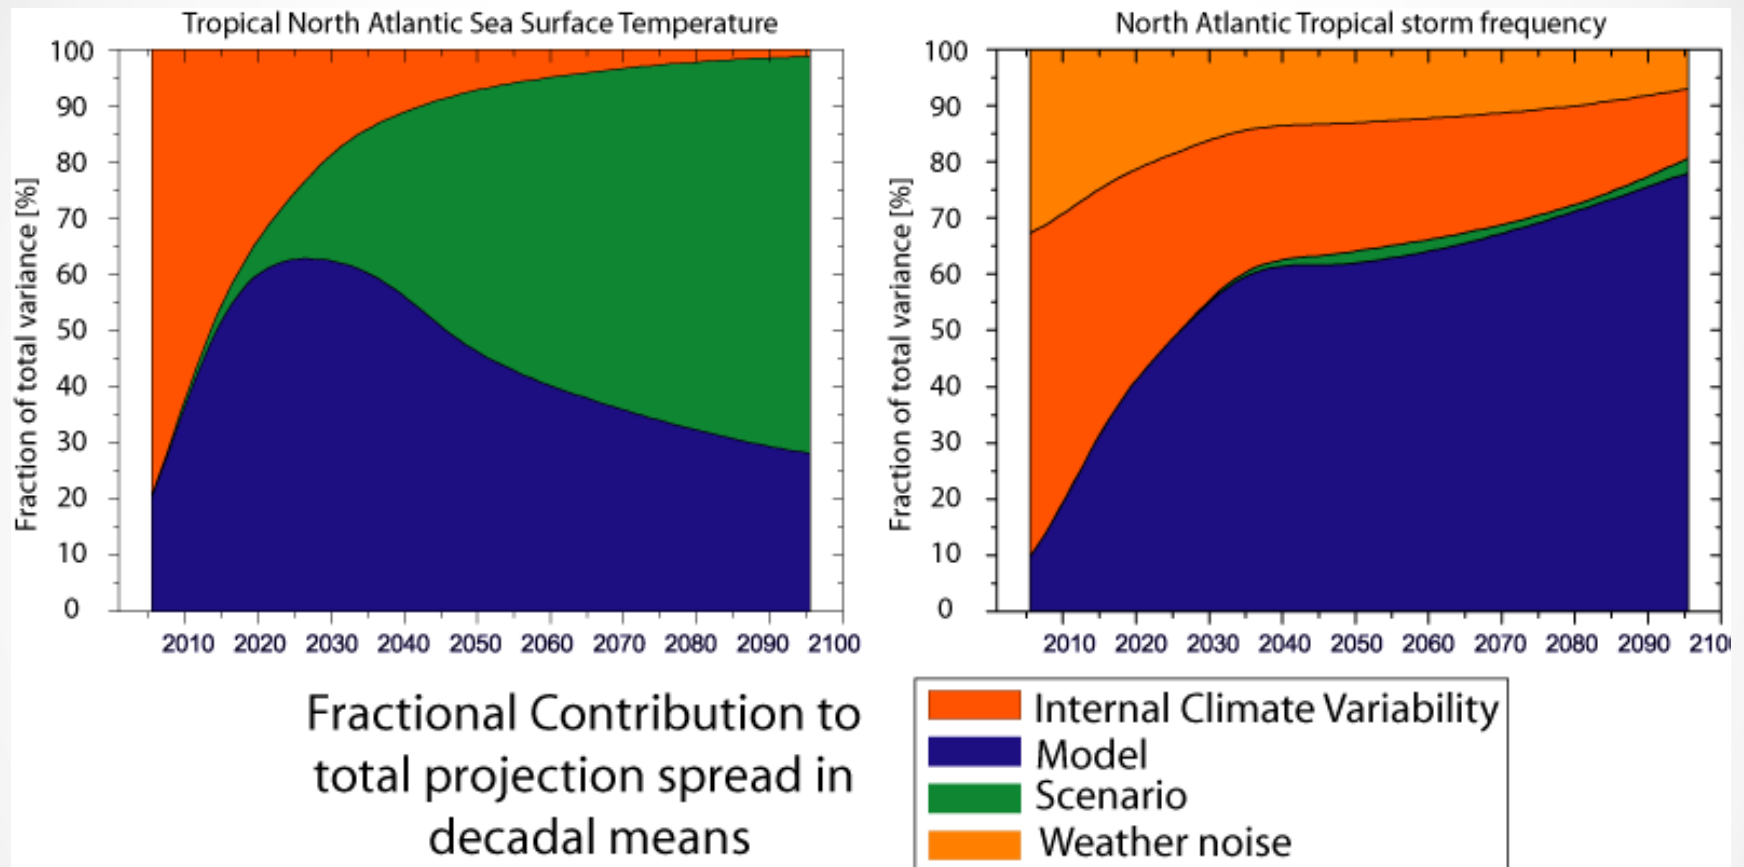 Tropical North Atlantic Sea Surface Temperature
Fraction of total variance [%]
100
90
80
70
60
50
40
30
20
10
0
2010 2020 2030 2040 2050 2060 2070 2080 2090 2100
North Atlantic Tropical storm frequency
Fraction of total variance [%]
100
90
80
70
60
50
40
30
20
10
0
2010 2020 2030 2040 2050 2060 2070 2080 2090 210
Fractional Contribution to
total projection spread in
decadal means
Internal Climate Variability
Model
Scenario
Weather noise